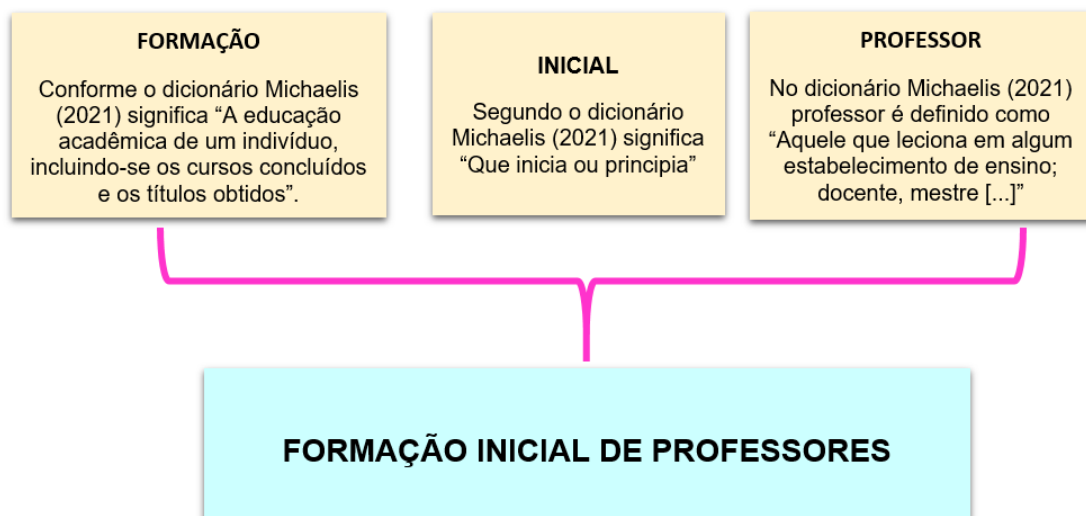 FORMAÇÃO
Conforme o dicionário Michaelis
(2021) significa “A educação
acadêmica de um indivíduo,
incluindo-se os cursos concluídos
e os títulos obtidos”.
INICIAL
Segundo o dicionário
Michaelis (2021) significa
“Que inicia ou principia”
PROFESSOR
No dicionário Michaelis (2021)
professor é definido como
“Aquele que leciona em algum
estabelecimento de ensino;
docente, mestre [...]”
FORMAÇÃO INICIAL DE PROFESSORES